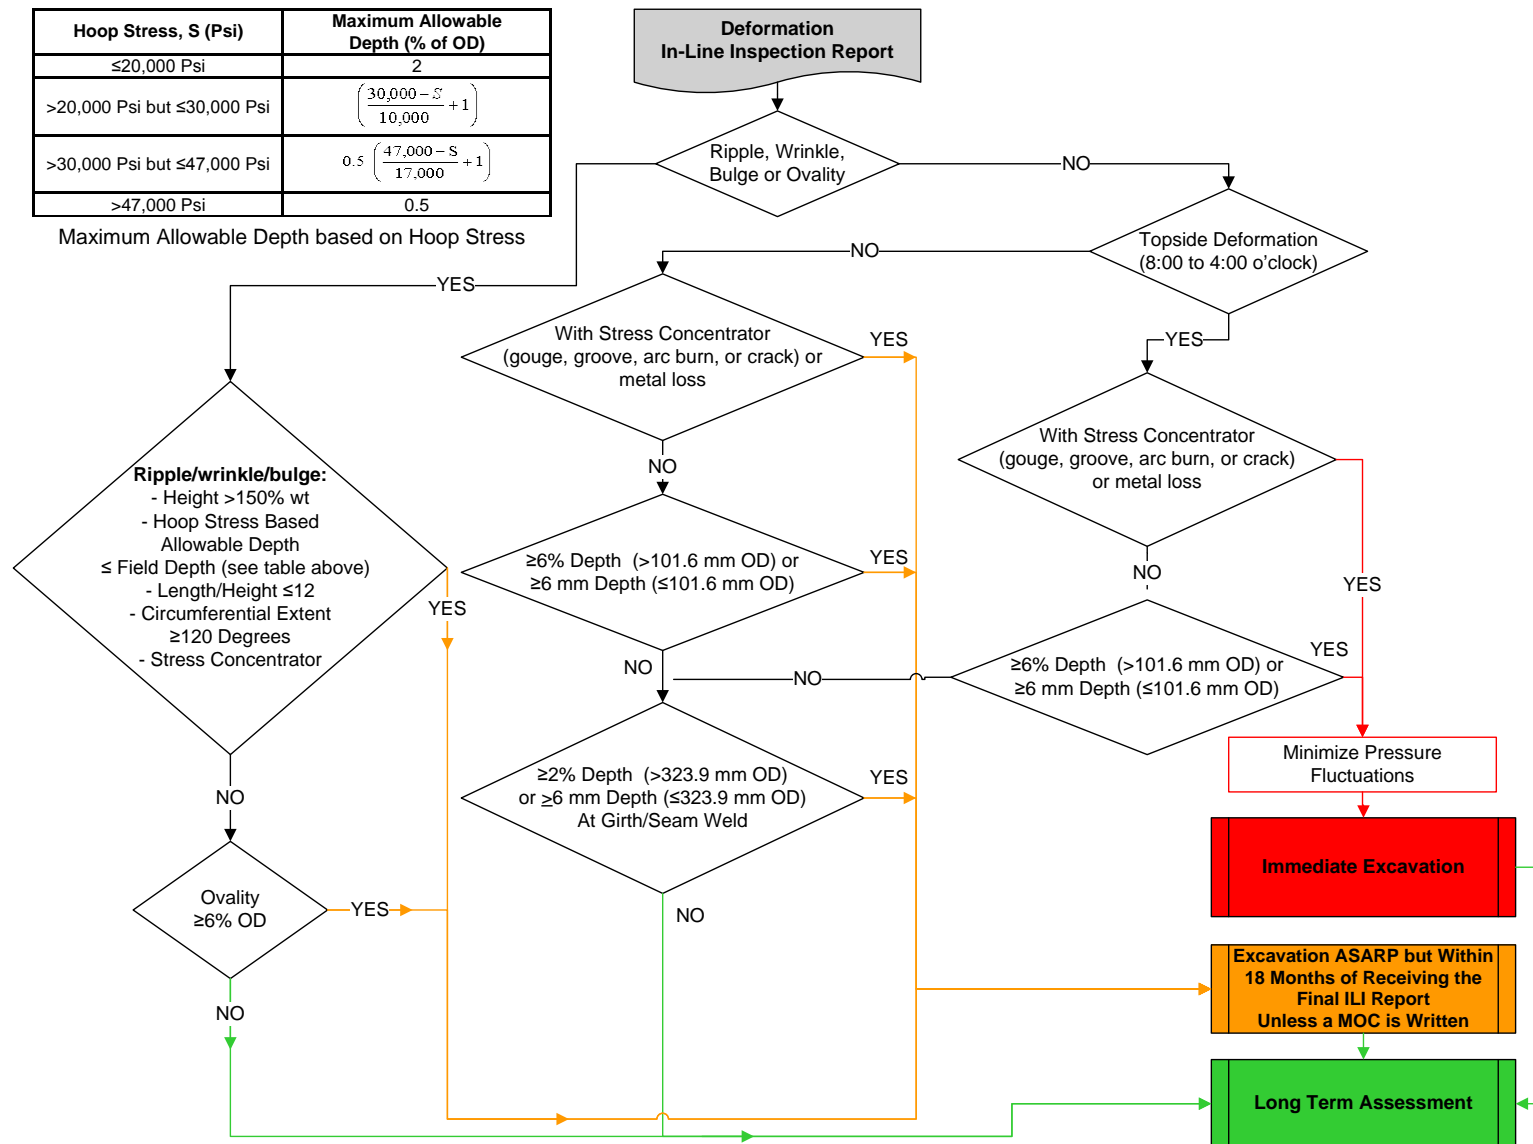 Hoop Stress, S (Psi)
Maximum Allowable
Depth (% of OD)
≤20,000 Psi
2
>20,000 Psi but ≤30,000 Psi
(30,000 − S / 10,000 + 1)
>30,000 Psi but ≤47,000 Psi
0.5 (47,000 − S / 17,000 + 1)
>47,000 Psi
0.5
Maximum Allowable Depth based on Hoop Stress
Deformation
In-Line Inspection Report
Ripple, Wrinkle,
Bulge or Ovality
NO
YES
Topside Deformation
(8:00 to 4:00 o'clock)
NO
YES
With Stress Concentrator
(gouge, groove, arc burn, or crack) or
metal loss
YES
NO
With Stress Concentrator
(gouge, groove, arc burn, or crack)
or metal loss
YES
NO
Ripple/wrinkle/bulge:
- Height >150% wt
- Hoop Stress Based
Allowable Depth
≤ Field Depth (see table above)
- Length/Height ≤12
- Circumferential Extent
≥120 Degrees
- Stress Concentrator
YES
NO
≥6% Depth (>101.6 mm OD) or
≥6 mm Depth (≤101.6 mm OD)
YES
NO
≥6% Depth (>101.6 mm OD) or
≥6 mm Depth (≤101.6 mm OD)
YES
NO
≥2% Depth (>323.9 mm OD)
or ≥6 mm Depth (≤323.9 mm OD)
At Girth/Seam Weld
YES
NO
Ovality
≥6% OD
YES
NO
Minimize Pressure
Fluctuations
Immediate Excavation
Excavation ASARP but Within
18 Months of Receiving the
Final ILI Report
Unless a MOC is Written
Long Term Assessment